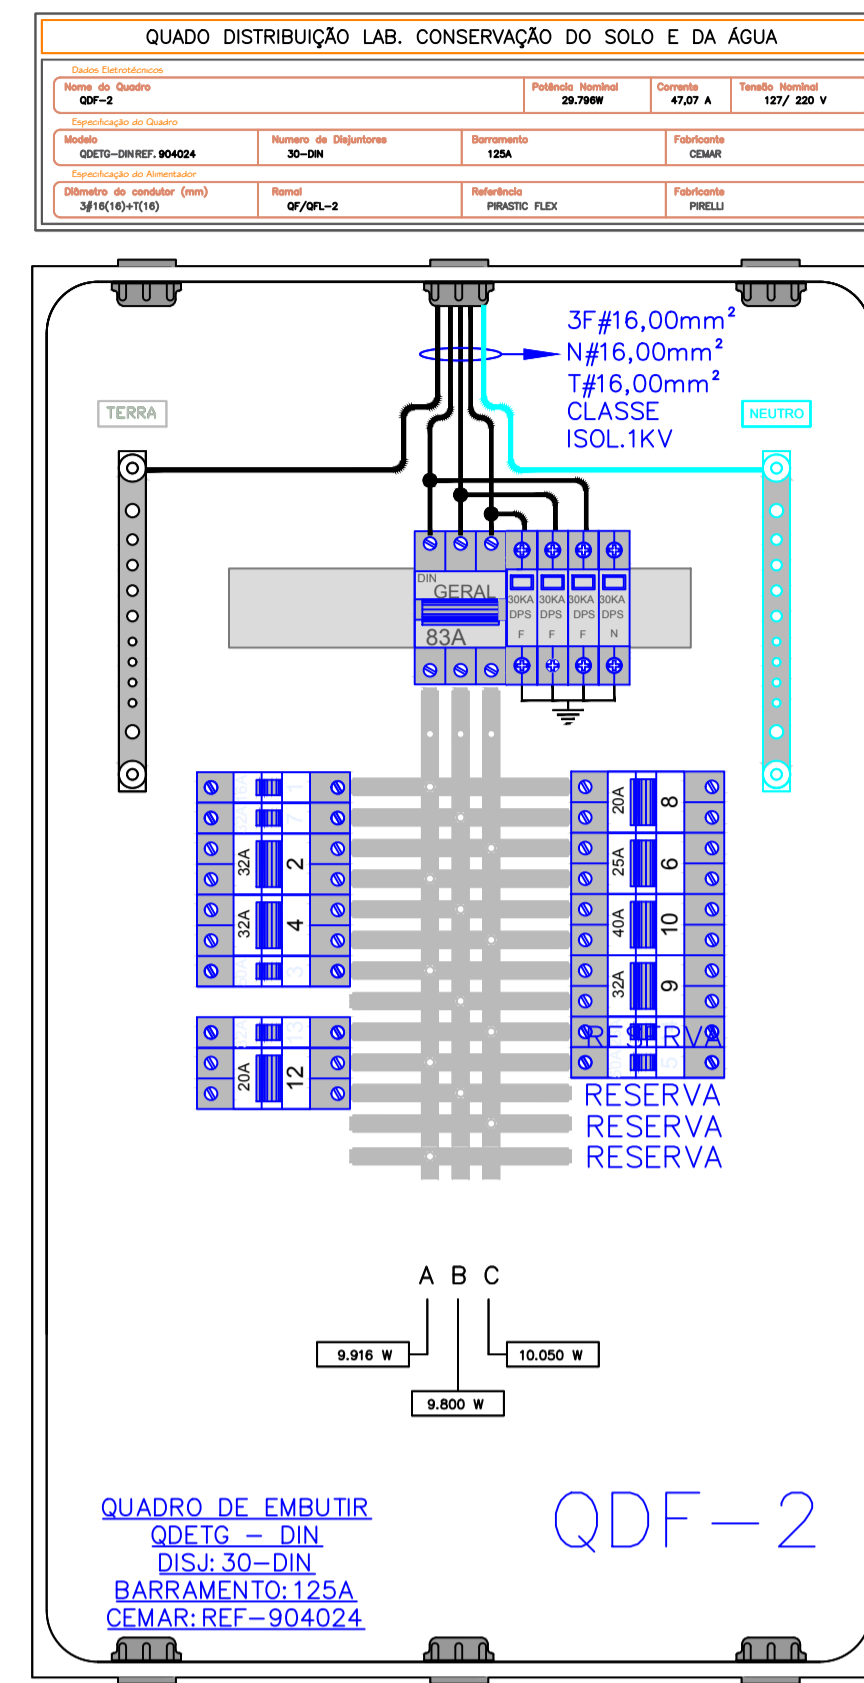 QUADO DISTRIBUIÇÃO LAB. CONSERVAÇÃO DO SOLO E DA ÁGUA
Dados Eletrotécnicos
Nome do Quadro Potência Nominal Corrente Tensão Nominal
QDF-2 29.796W 47,07 A 127/ 220 V
Especificação do Quadro
Modelo Numero de Disjuntores Barramento Fabricante
QDETG-DIN REF. 904024 30-DIN 125A CEMAR
Especificação do Alimentador
Diâmetro do condutor (mm) Ramal Referência Fabricante
3#16(16)+T(16) QF/QFL-2 PIRASTIC FLEX PIRELLI
3F#16,00mm²
N#16,00mm²
T#16,00mm²
CLASSE
ISOL.1KV
TERRA
NEUTRO
DIN
GERAL
83A
30KA 30KA 30KA 30KA
DPS DPS DPS DPS
F F F N
1
7
32A 2
32A 4
3
13
20A 12
20A 8
25A 6
40A 10
32A 9
RESERVA
5
RESERVA
RESERVA
RESERVA
A B C
9.916 W
10.050 W
9.800 W
QUADRO DE EMBUTIR
QDETG - DIN
DISJ: 30-DIN
BARRAMENTO: 125A
CEMAR: REF-904024
QDF-2